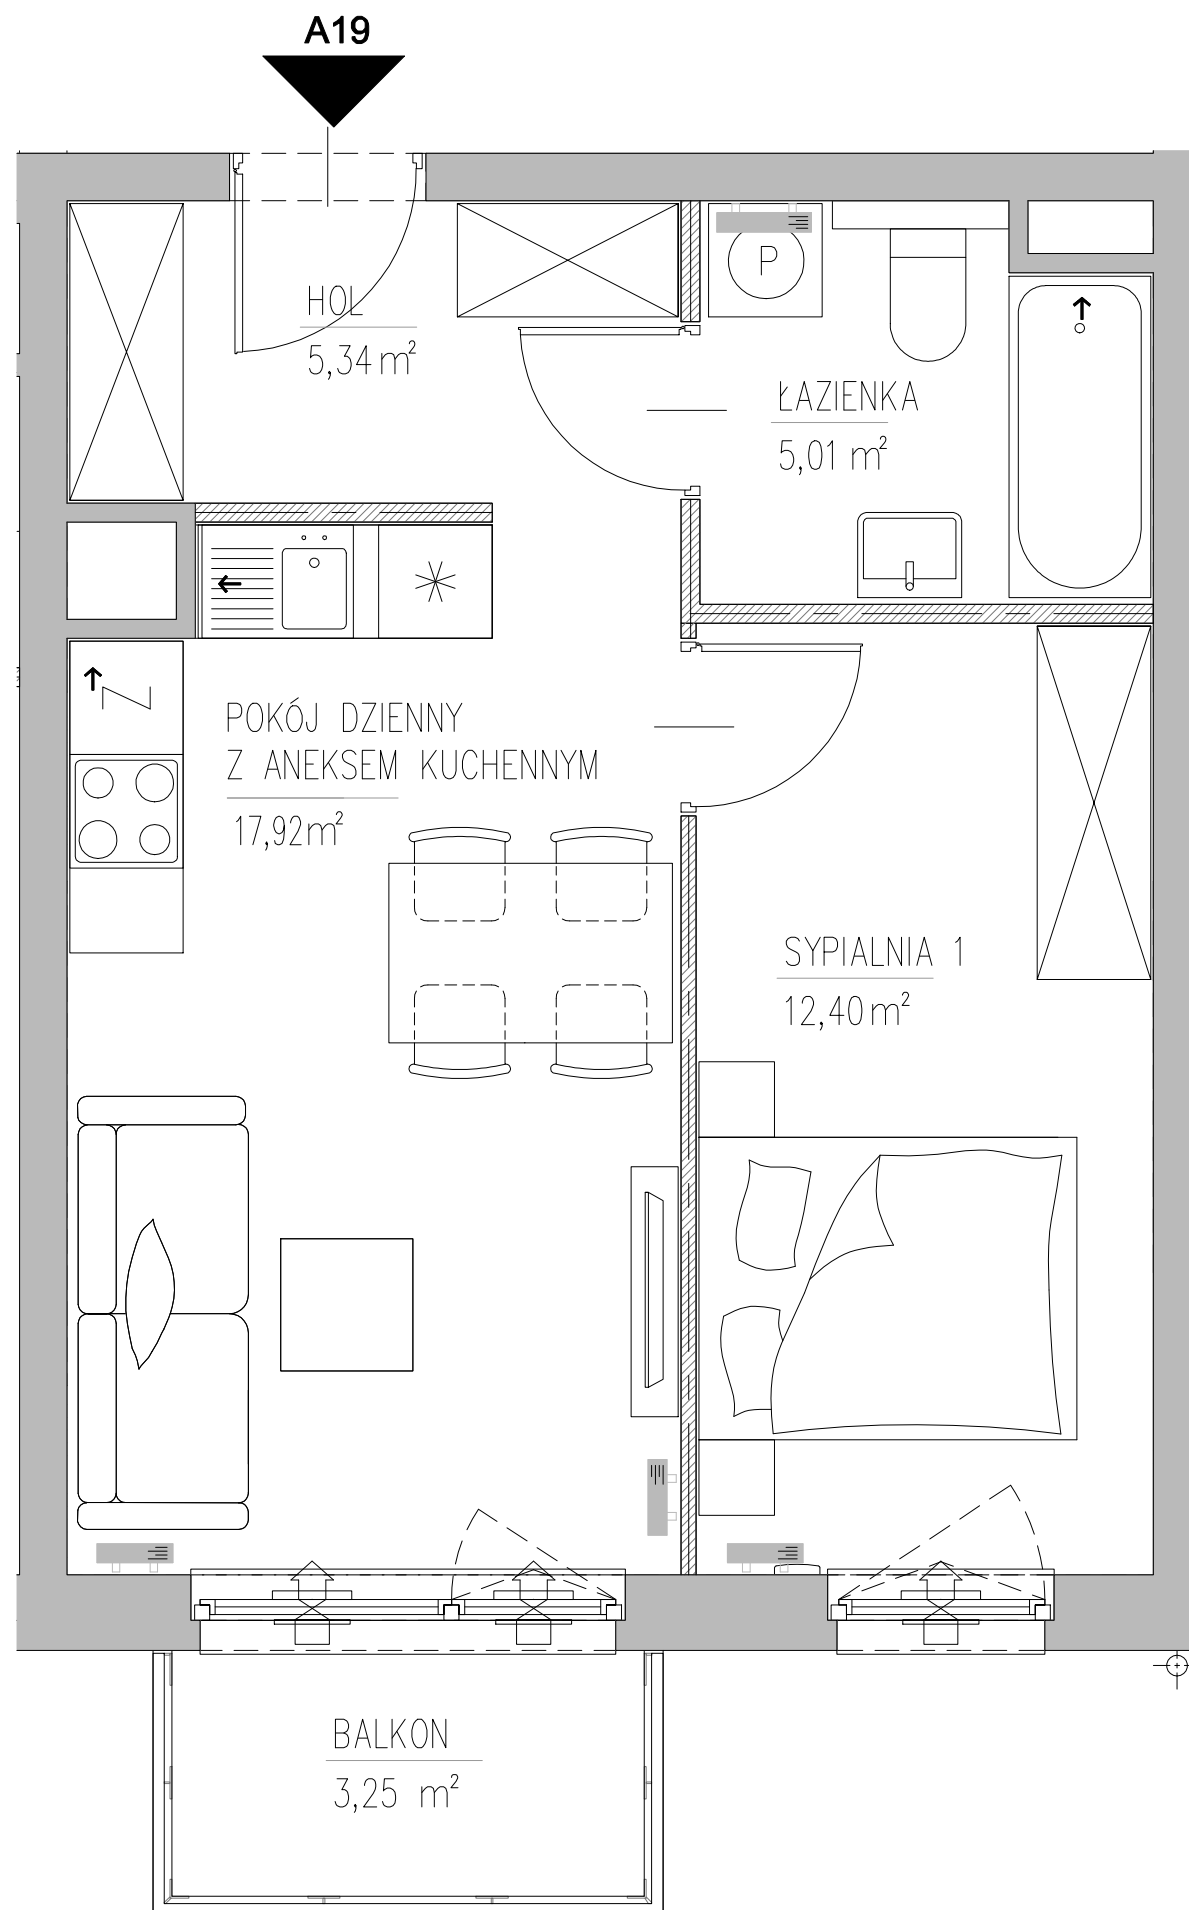 A19
HOL
5,34 m²
P
ŁAZIENKA
5,01 m²
Z
POKÓJ DZIENNY
Z ANEKSEM KUCHENNYM
17,92m²
SYPIALNIA 1
12,40 m²
BALKON
3,25 m²